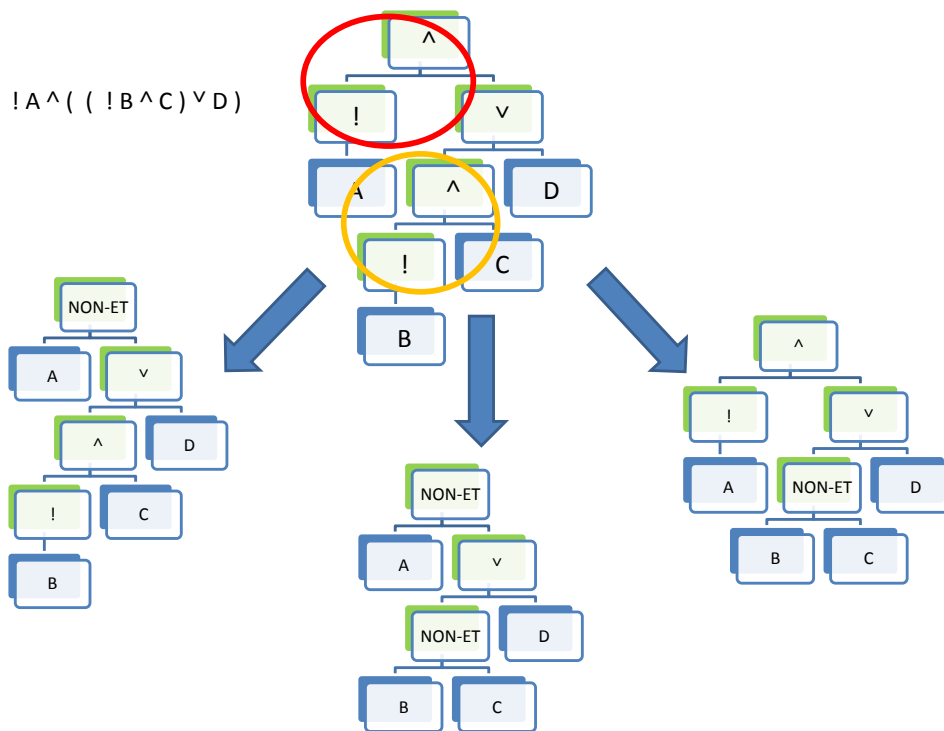 ^
! A ^ ( ( ! B ^ C ) ˅ D )
! ˅
A ^ D
! C
B
NON-ET
A ˅
^ D
! C
B
NON-ET
A ˅
NON-ET D
B C
^
! ˅
A NON-ET D
B C